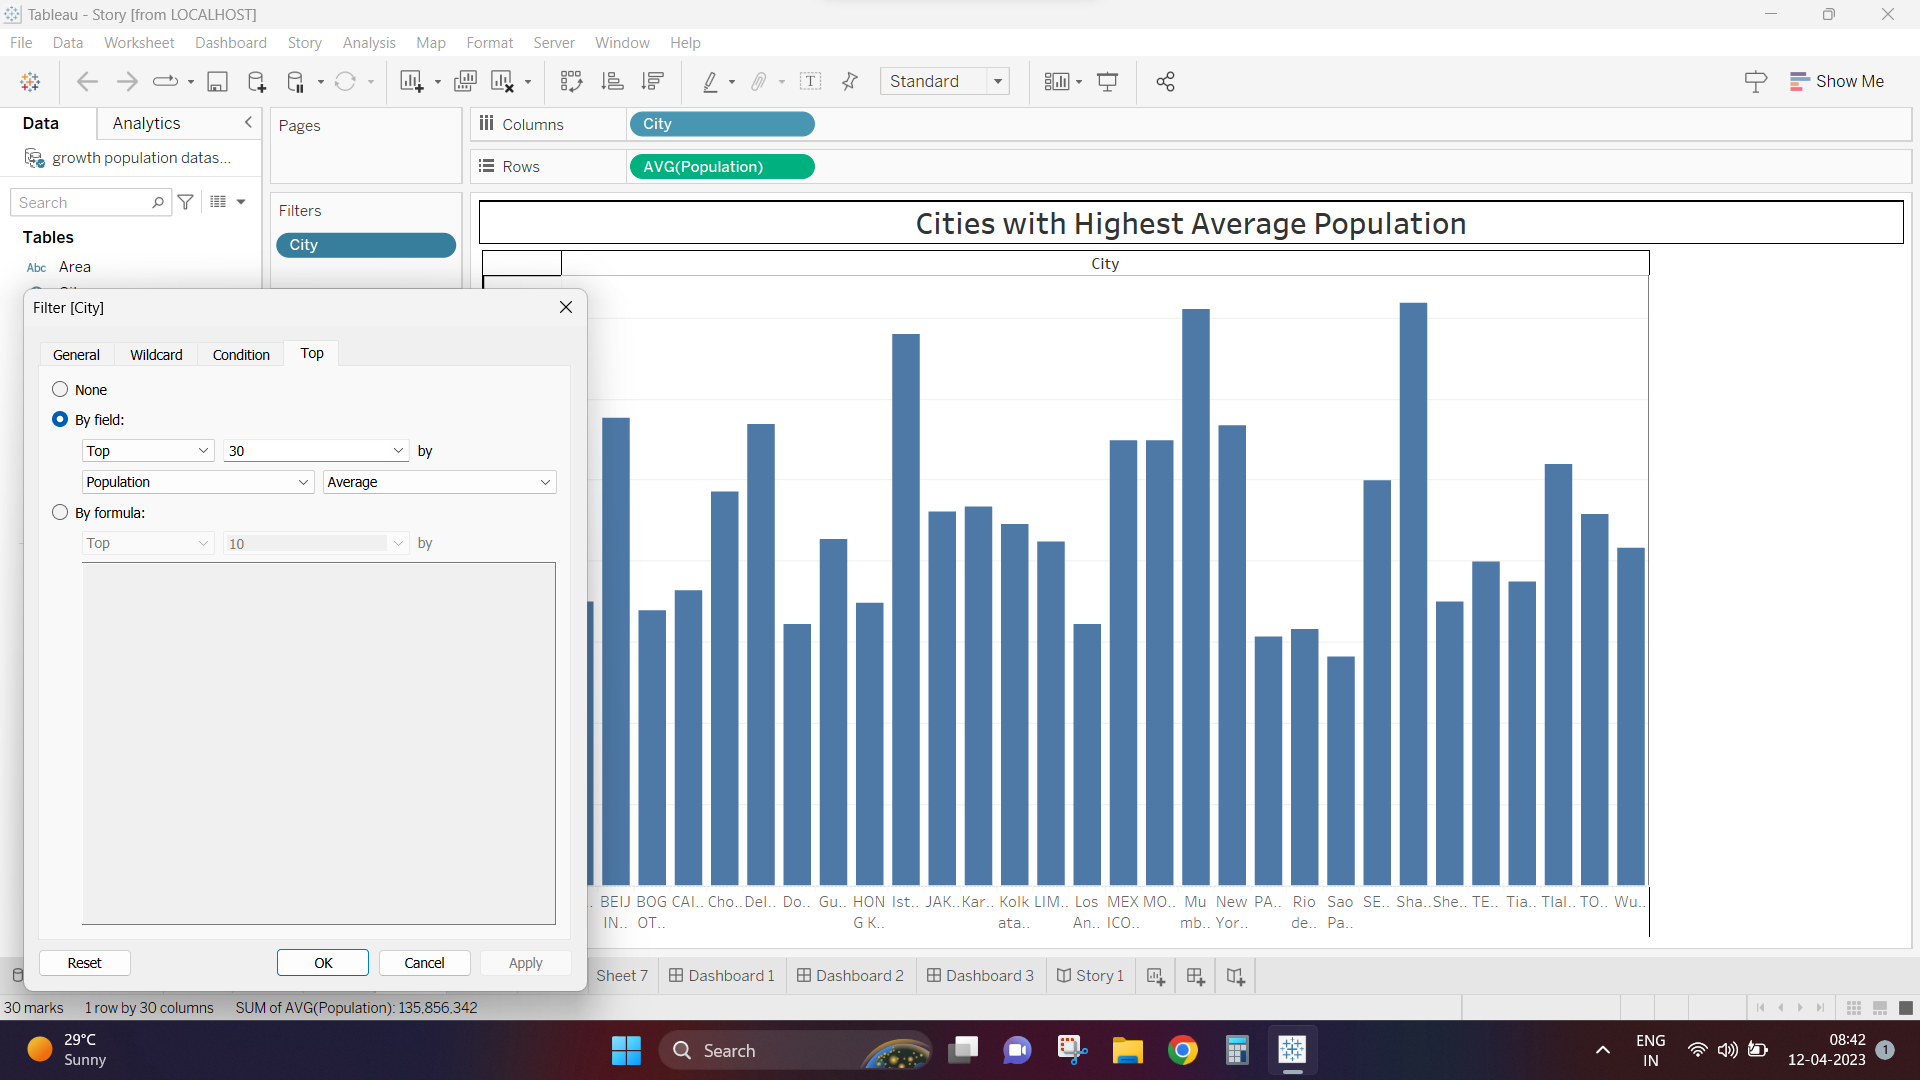 Tableau - Story [from LOCALHOST]
File Data Worksheet Dashboard Story Analysis Map Format Server Window Help
Standard
Show Me
Data Analytics
growth population datas...
Search
Tables
Abc Area
Pages
Filters
City
Columns City
Rows AVG(Population)
Cities with Highest Average Population
City
Filter [City]
General Wildcard Condition Top
None
By field:
Top 30 by
Population Average
By formula:
Top 10 by
Reset OK Cancel Apply
BEIJ IN..
BOG OT..
CAI..
Cho..
Del..
Do..
Gu..
HON G K..
Ist..
JAK..
Kar..
Kolk ata..
LIM..
Los An..
MEX ICO..
MO..
Mu mb..
New Yor..
PA..
Rio de..
Sao Pa..
SE..
Sha..
She..
TE..
Tia..
Tlal..
TO..
Wu..
Sheet 7 Dashboard 1 Dashboard 2 Dashboard 3 Story 1
30 marks 1 row by 30 columns SUM of AVG(Population): 135,856,342
29°C
Sunny
Search
ENG
IN
08:42
12-04-2023
1